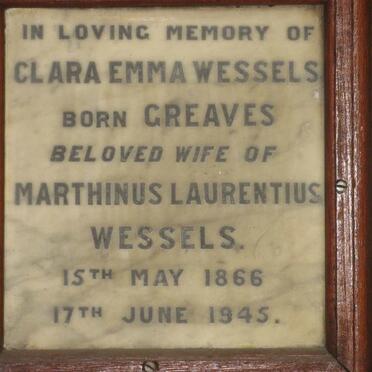 IN LOVING MEMORY OF
CLARA EMMA WESSELS
BORN GREAVES
BELOVED WIFE OF
MARTHINUS LAURENTIUS
WESSELS.
15TH MAY 1866
17TH JUNE 1945.